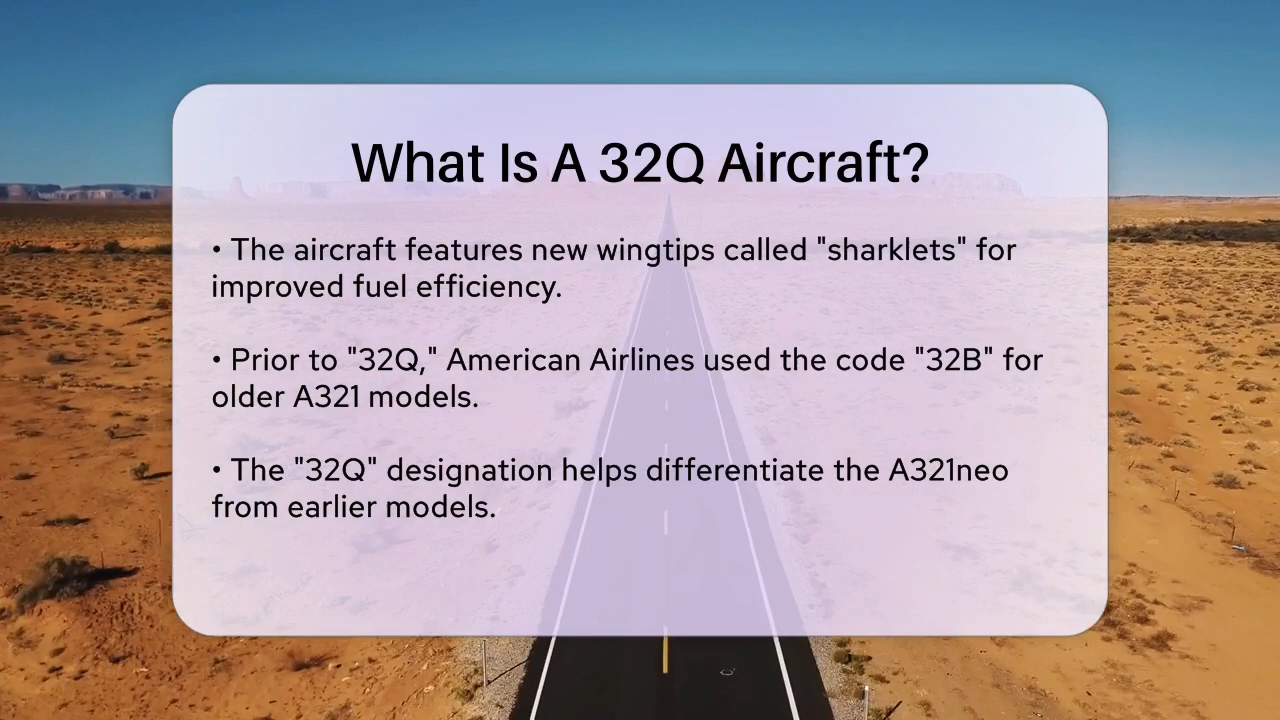 What Is A 32Q Aircraft?
• The aircraft features new wingtips called "sharklets" for
improved fuel efficiency.
• Prior to "32Q," American Airlines used the code "32B" for
older A321 models.
• The "32Q" designation helps differentiate the A321neo
from earlier models.